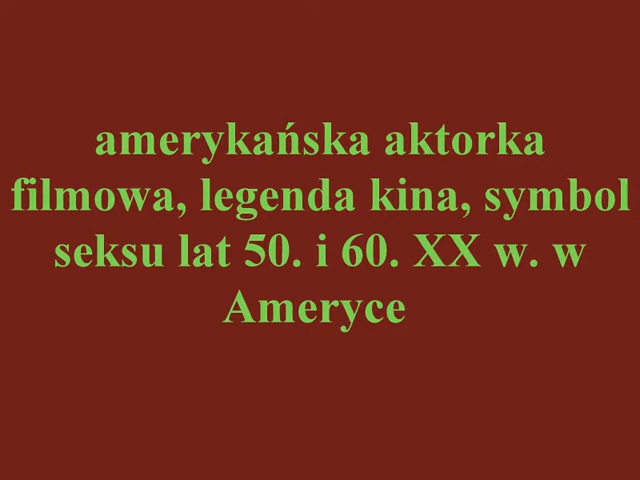 amerykańska aktorka
filmowa, legenda kina, symbol
seksu lat 50. i 60. XX w. w
Ameryce